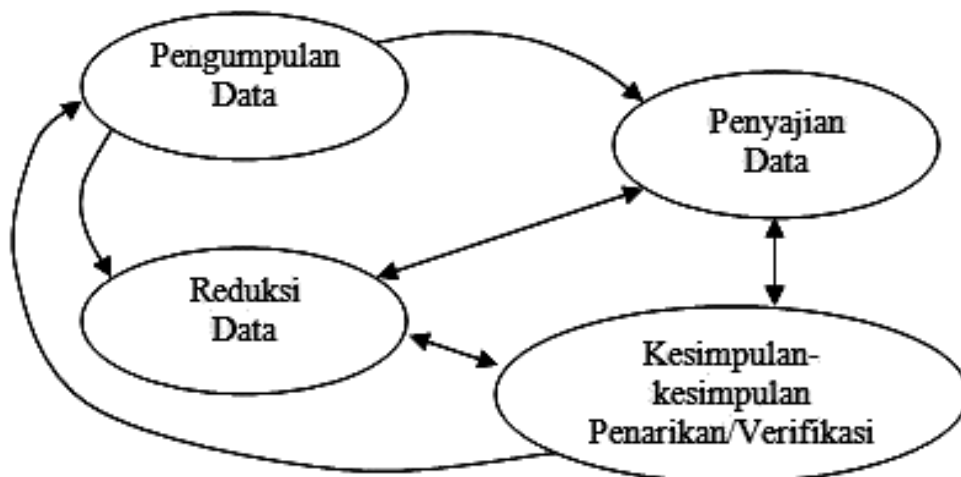 Pengumpulan
Data
Penyajian
Data
Reduksi
Data
Kesimpulan-
kesimpulan
Penarikan/Verifikasi